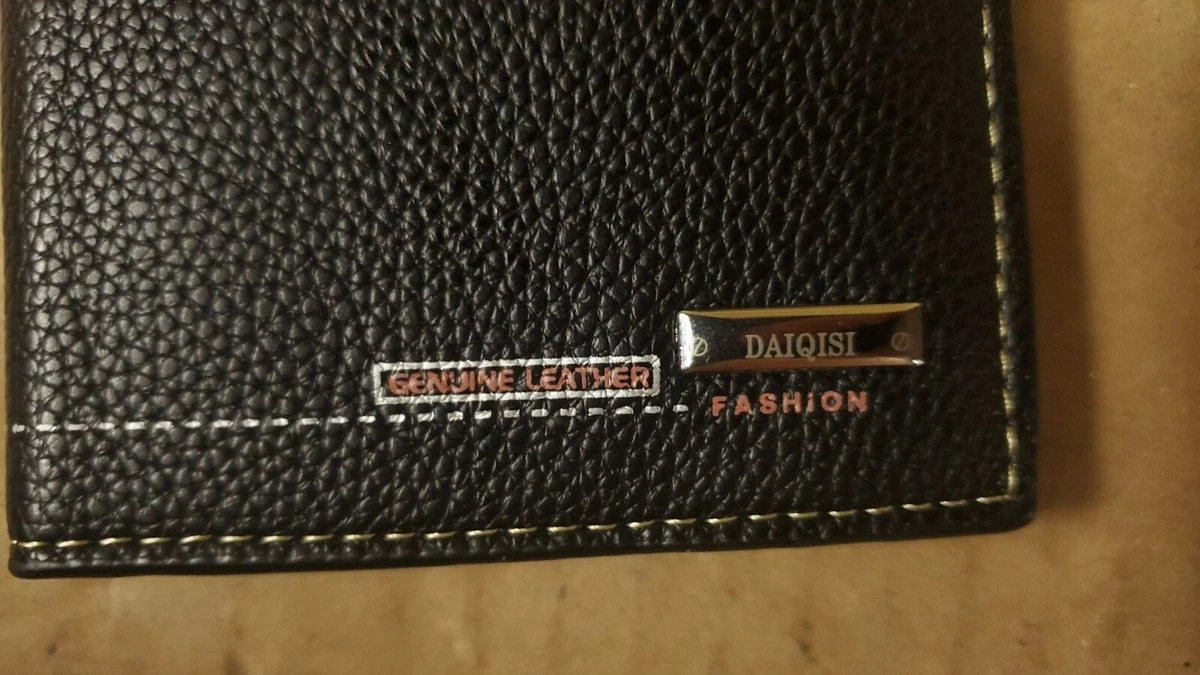 DAIQISI
GENUINE LEATHER
FASHiON